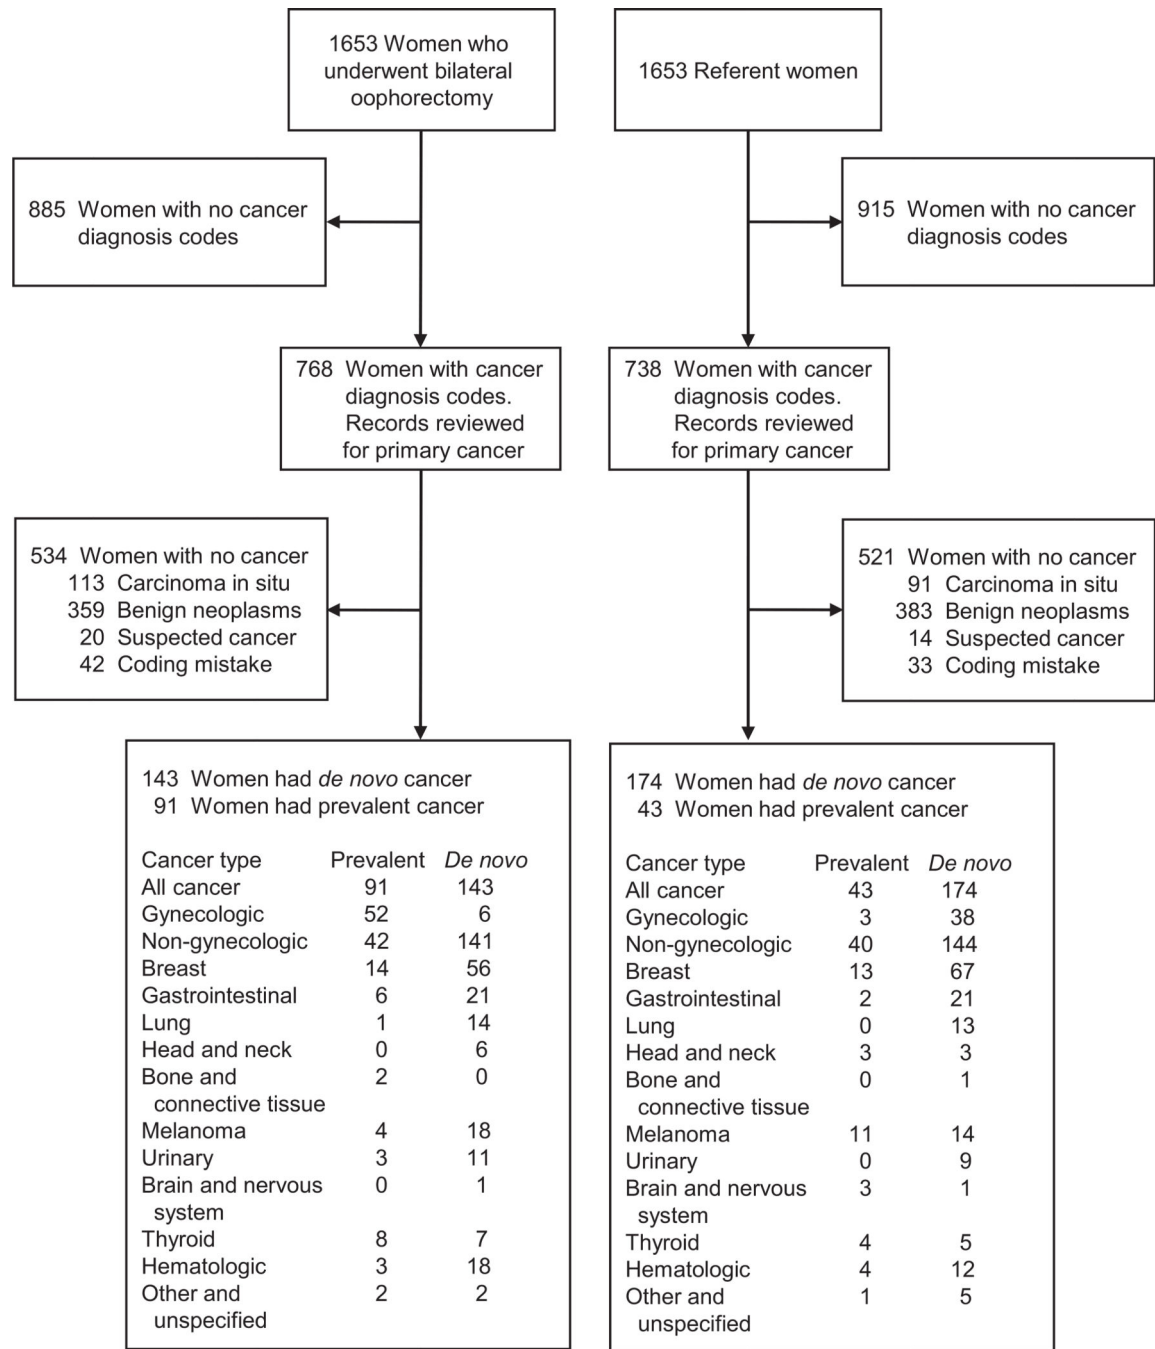 1653 Women who
underwent bilateral
oophorectomy
1653 Referent women
885 Women with no cancer
diagnosis codes
915 Women with no cancer
diagnosis codes
768 Women with cancer
diagnosis codes.
Records reviewed
for primary cancer
738 Women with cancer
diagnosis codes.
Records reviewed
for primary cancer
534 Women with no cancer
113 Carcinoma in situ
359 Benign neoplasms
20 Suspected cancer
42 Coding mistake
521 Women with no cancer
91 Carcinoma in situ
383 Benign neoplasms
14 Suspected cancer
33 Coding mistake
143 Women had de novo cancer
91 Women had prevalent cancer
Cancer type Prevalent De novo
All cancer 91 143
Gynecologic 52 6
Non-gynecologic 42 141
Breast 14 56
Gastrointestinal 6 21
Lung 1 14
Head and neck 0 6
Bone and 2 0
connective tissue
Melanoma 4 18
Urinary 3 11
Brain and nervous 0 1
system
Thyroid 8 7
Hematologic 3 18
Other and 2 2
unspecified
174 Women had de novo cancer
43 Women had prevalent cancer
Cancer type Prevalent De novo
All cancer 43 174
Gynecologic 3 38
Non-gynecologic 40 144
Breast 13 67
Gastrointestinal 2 21
Lung 0 13
Head and neck 3 3
Bone and 0 1
connective tissue
Melanoma 11 14
Urinary 0 9
Brain and nervous 3 1
system
Thyroid 4 5
Hematologic 4 12
Other and 1 5
unspecified